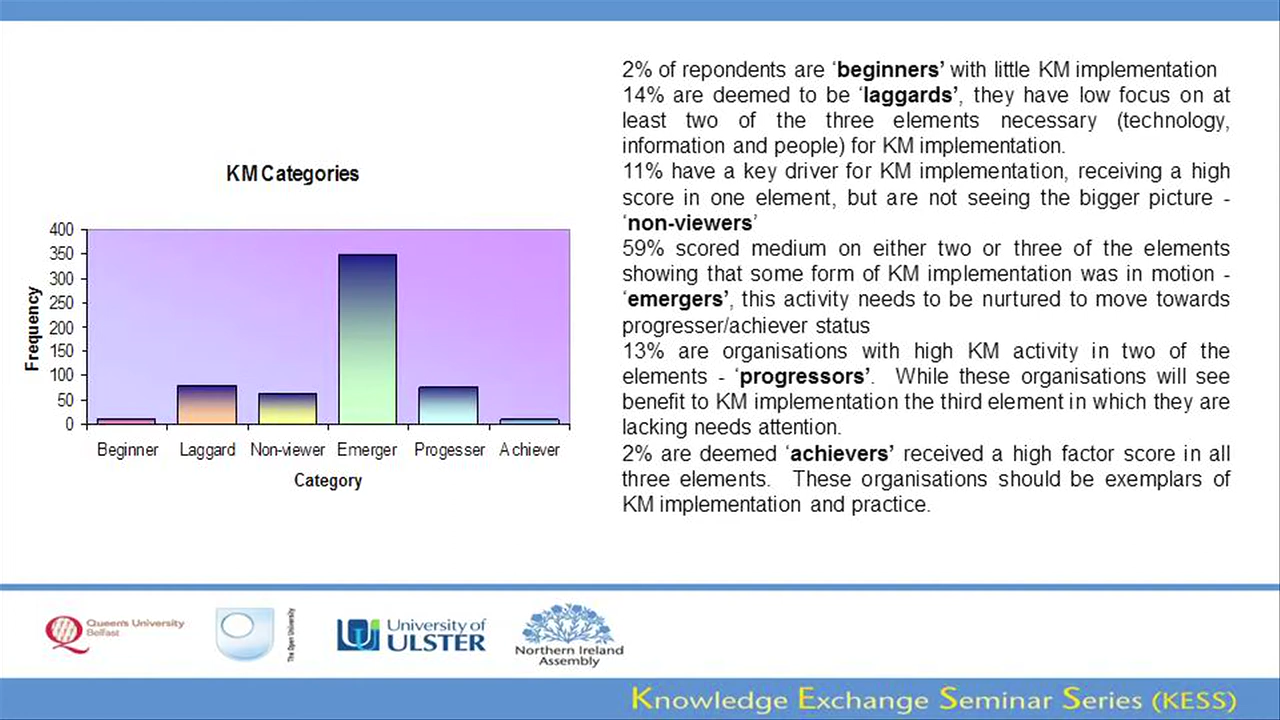 KM Categories
400
350
300
250
200
150
100
50
0
Frequency
Beginner Laggard Non-viewer Emerger Progesser Achiever
Category
2% of repondents are ‘beginners’ with little KM implementation
14% are deemed to be ‘laggards’, they have low focus on at
least two of the three elements necessary (technology,
information and people) for KM implementation.
11% have a key driver for KM implementation, receiving a high
score in one element, but are not seeing the bigger picture -
‘non-viewers’
59% scored medium on either two or three of the elements
showing that some form of KM implementation was in motion -
‘emergers’, this activity needs to be nurtured to move towards
progresser/achiever status
13% are organisations with high KM activity in two of the
elements - ‘progressors’. While these organisations will see
benefit to KM implementation the third element in which they are
lacking needs attention.
2% are deemed ‘achievers’ received a high factor score in all
three elements. These organisations should be exemplars of
KM implementation and practice.
Queen's University
Belfast
The Open University
University of
ULSTER
Northern Ireland
Assembly
Knowledge Exchange Seminar Series (KESS)